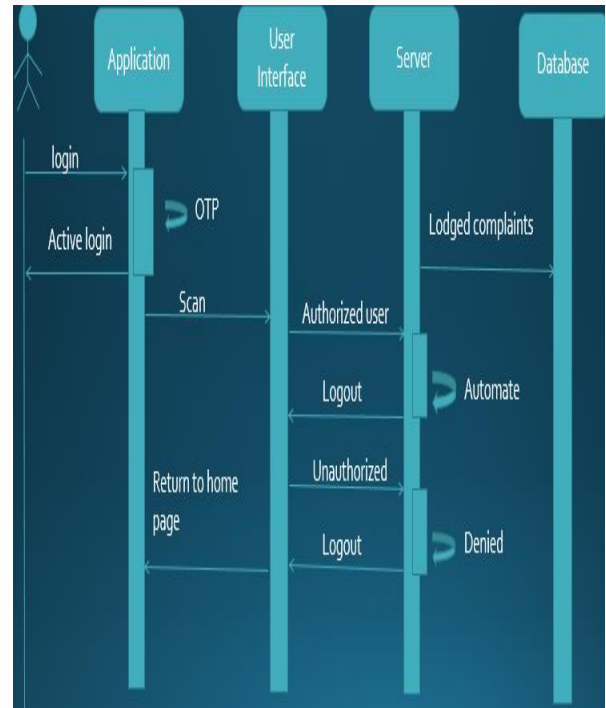 Application
User
Interface
Server
Database
login
OTP
Active login
Lodged complaints
Scan
Authorized user
Logout
Automate
Unauthorized
Return to home
page
Logout
Denied